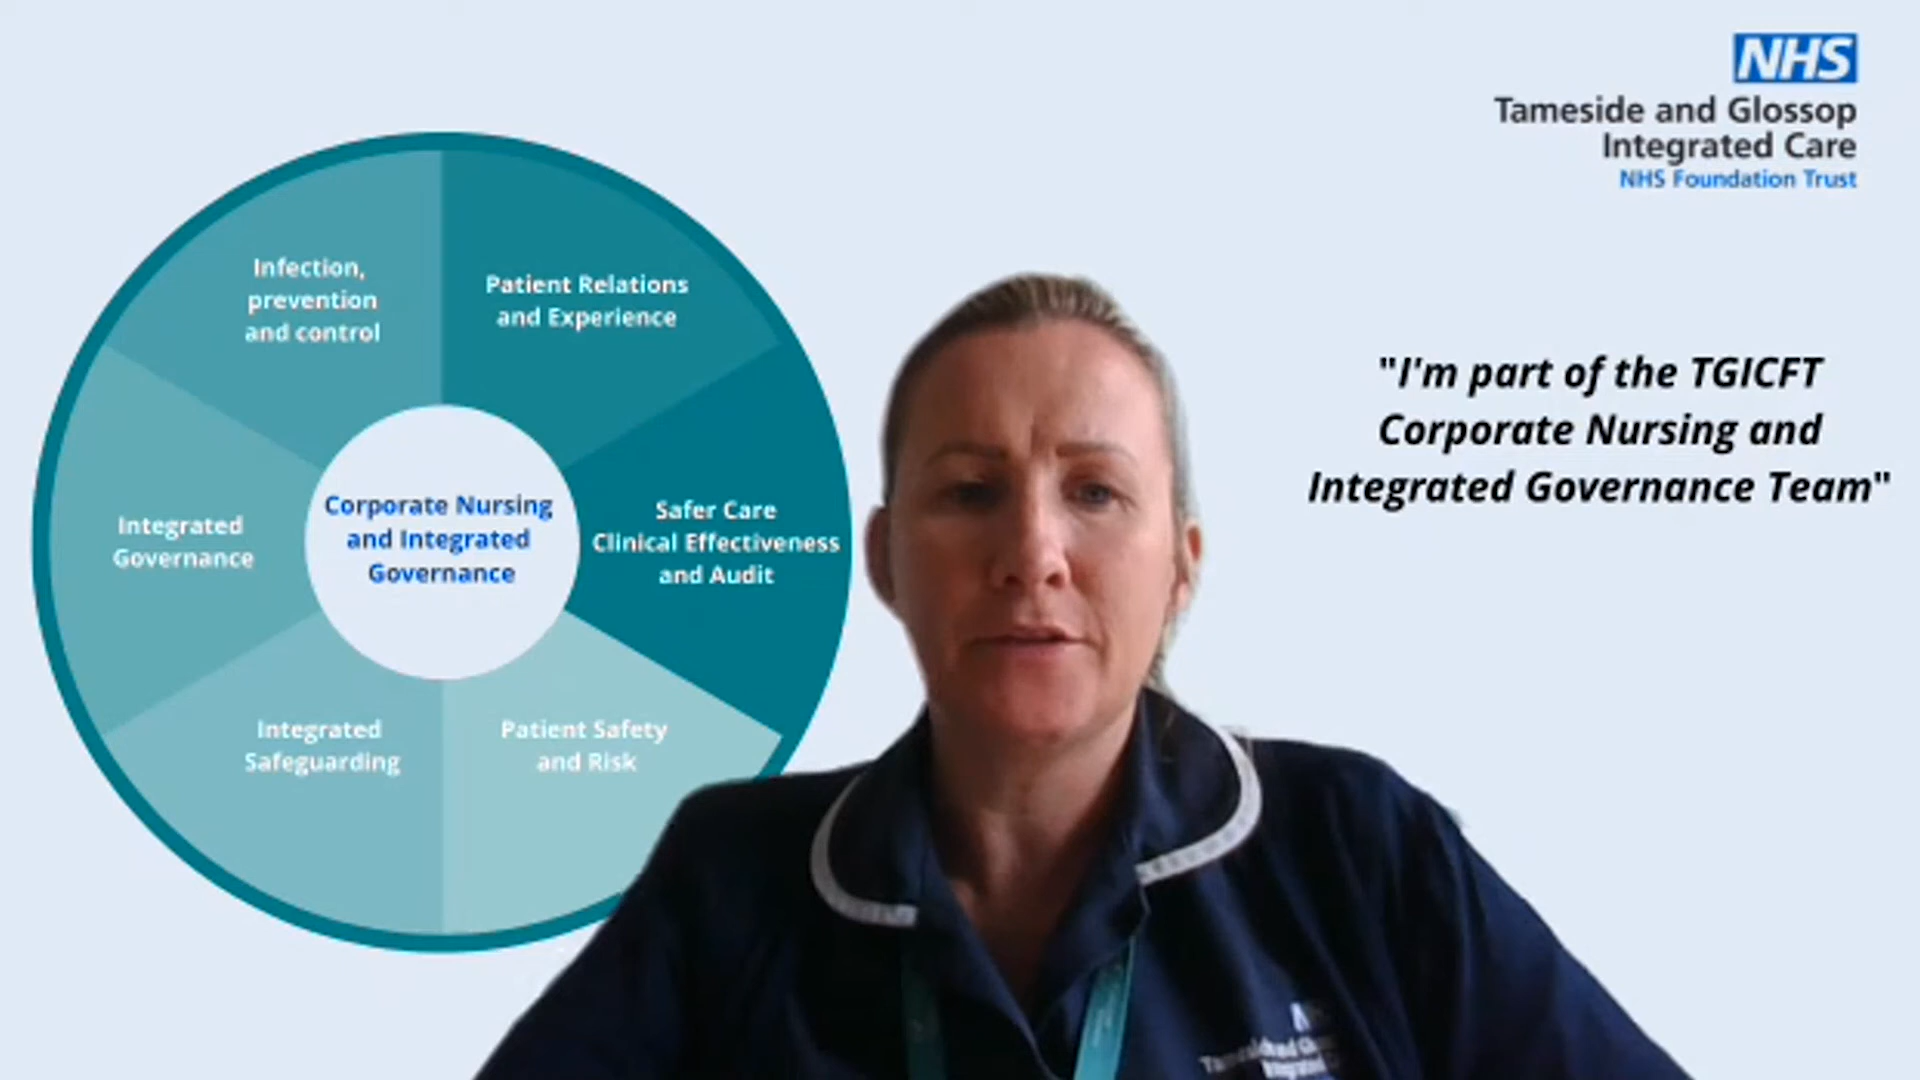 NHS
Tameside and Glossop
Integrated Care
NHS Foundation Trust
Infection,
prevention
and control
Patient Relations
and Experience
Integrated
Governance
Corporate Nursing
and Integrated
Governance
Safer Care
Clinical Effectiveness
and Audit
Integrated
Safeguarding
Patient Safety
and Risk
"I'm part of the TGICFT
Corporate Nursing and
Integrated Governance Team"